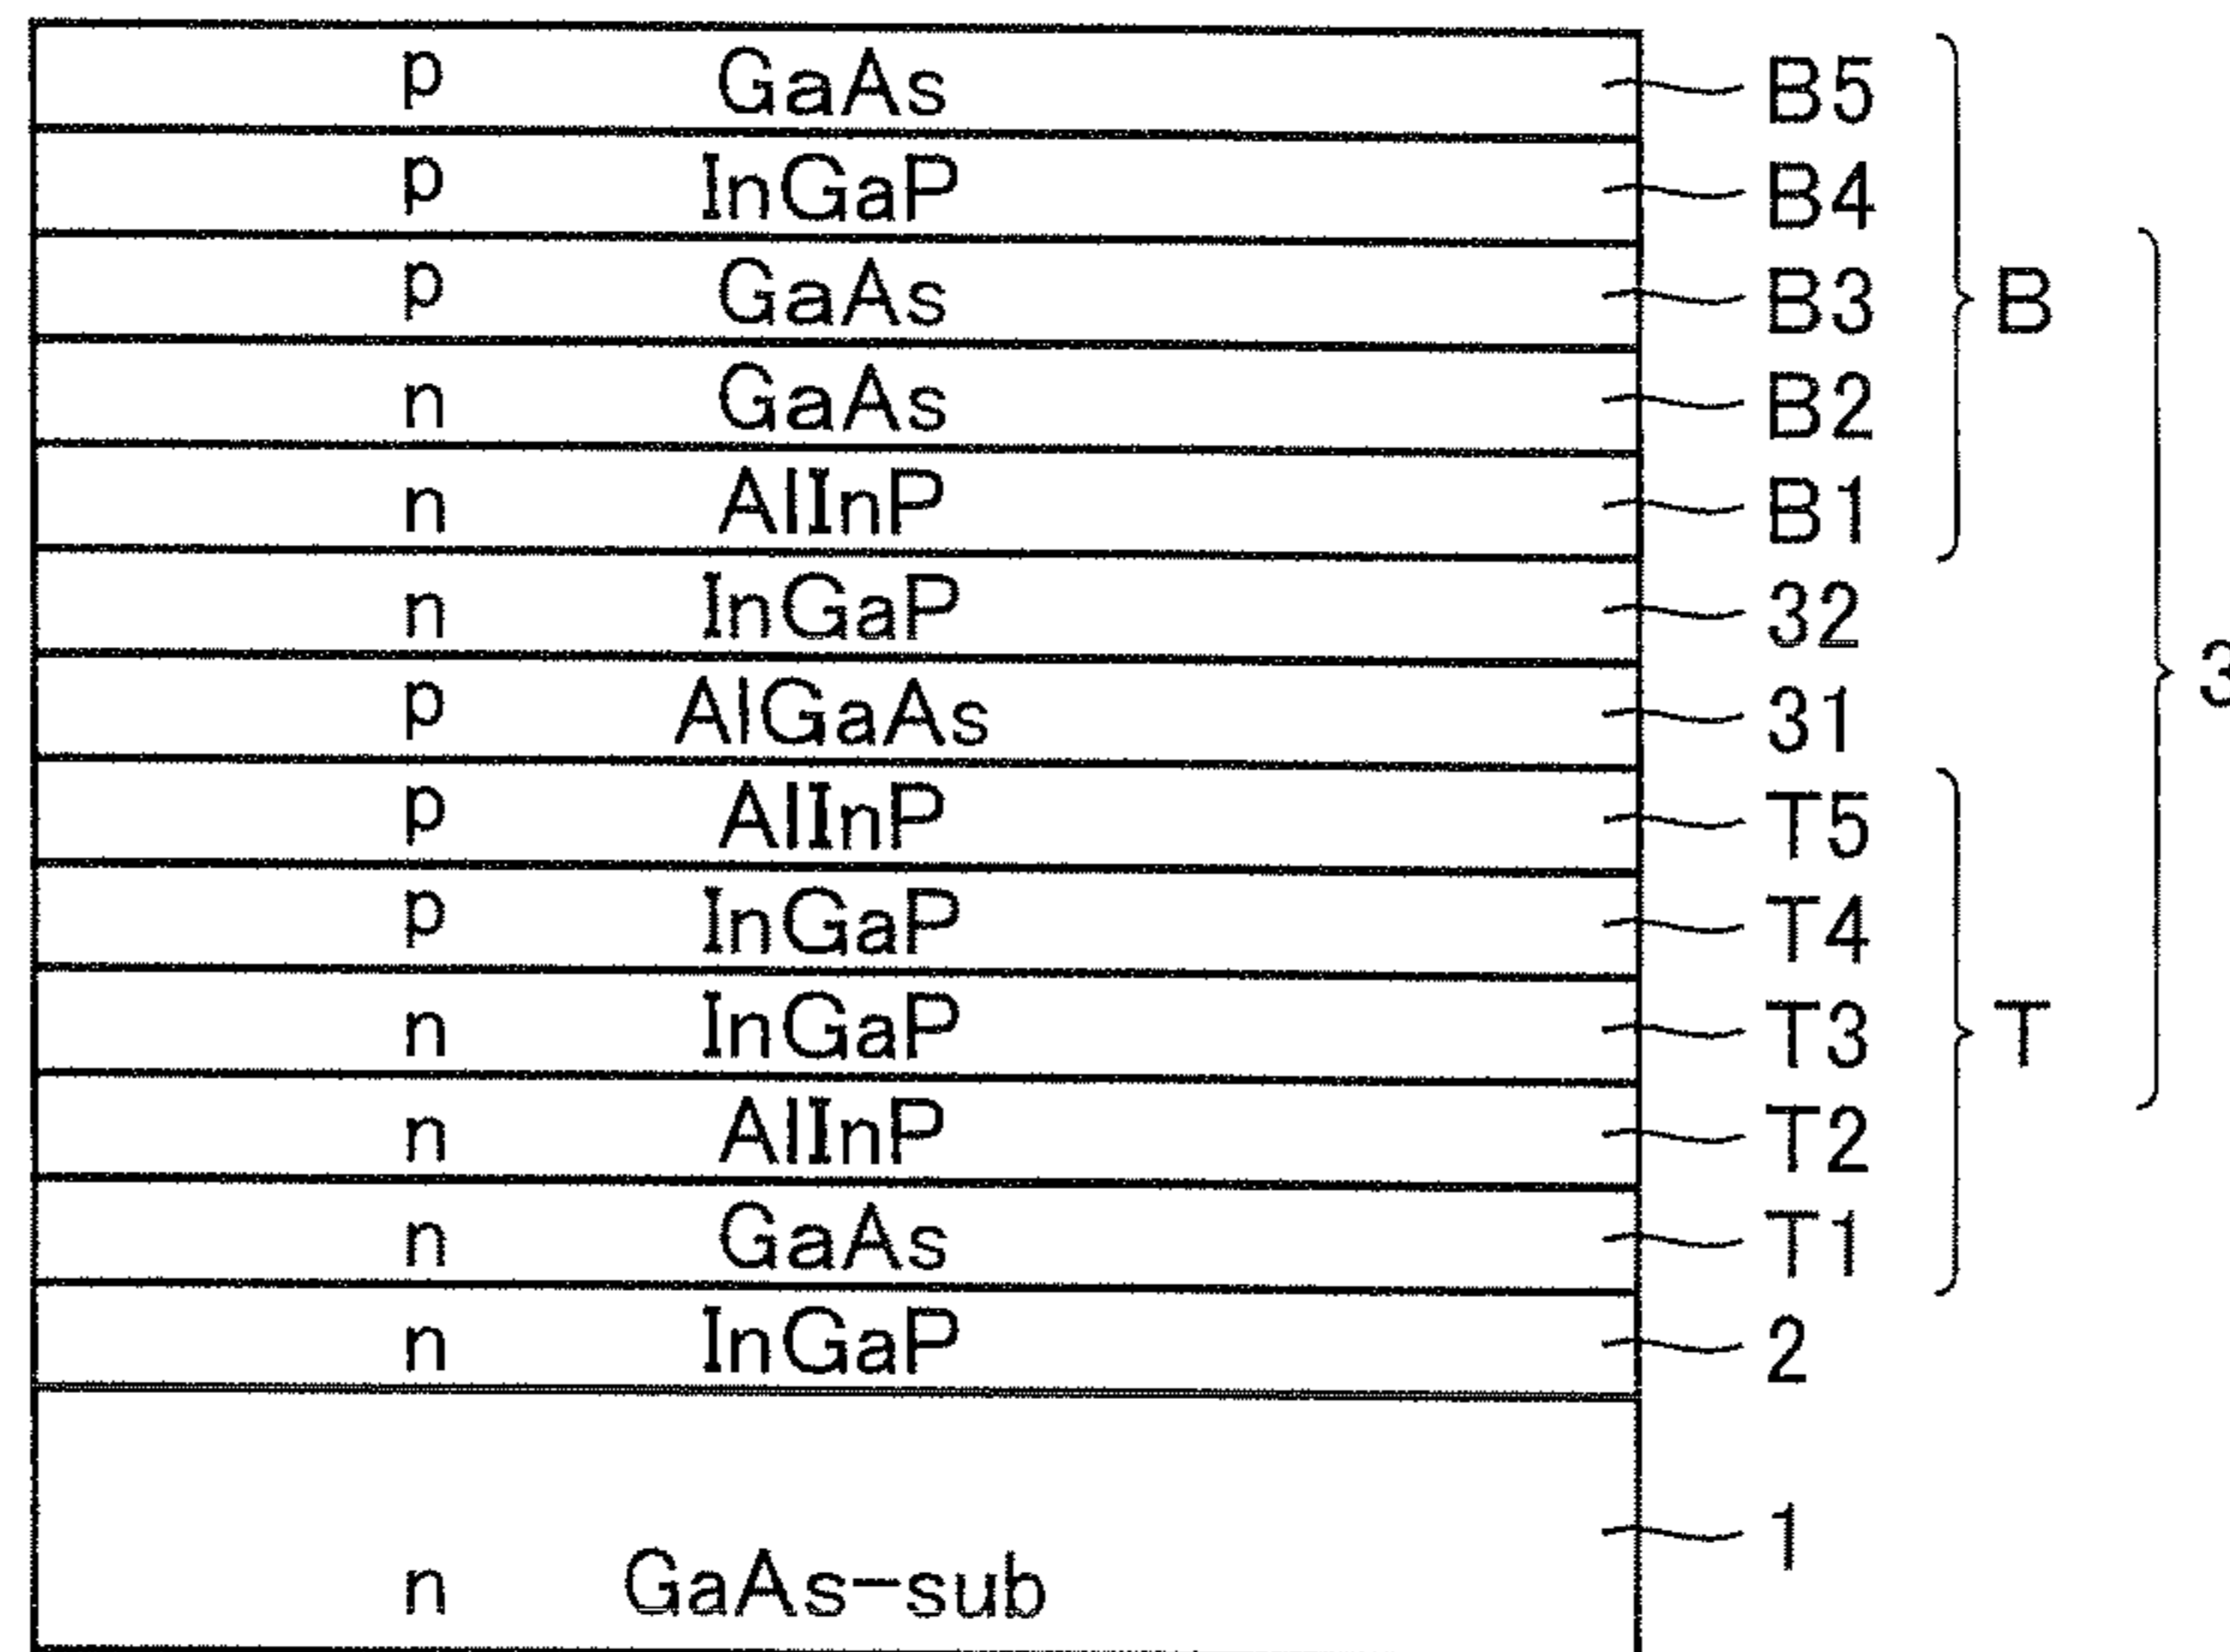 p GaAs B5
p InGaP B4
p GaAs B3 B
n GaAs B2
n AlInP B1
n InGaP 32
p AlGaAs 31 3
p AlInP T5
p InGaP T4
n InGaP T3 T
n AlInP T2
n GaAs T1
n InGaP 2
1
n GaAs-sub